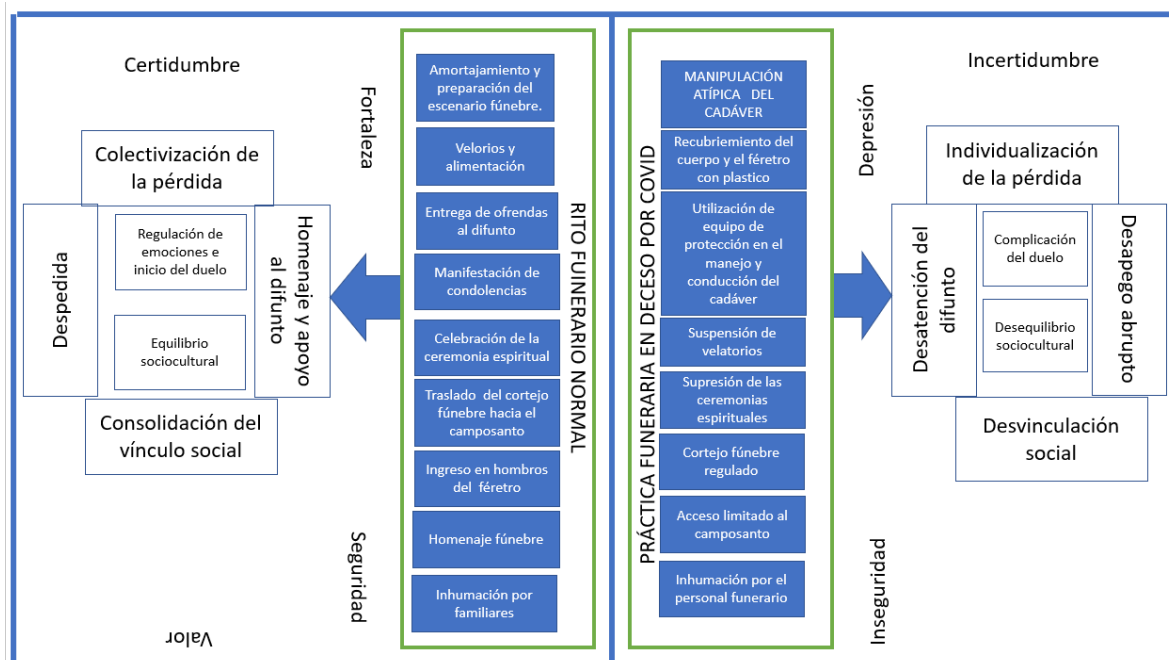 Certidumbre
Fortaleza
Colectivización de
la pérdida
Despedida
Regulación de
emociones e
inicio del duelo
Equilibrio
sociocultural
Homenaje y apoyo
al difunto
Consolidación del
vínculo social
Seguridad
Valor
Amortajamiento y
preparación del
escenario fúnebre.
Velorios y
alimentación
Entrega de ofrendas
al difunto
Manifestación de
condolencias
Celebración de la
ceremonia espiritual
Traslado del cortejo
fúnebre hacia el
camposanto
Ingreso en hombros
del féretro
Homenaje fúnebre
Inhumación por
familiares
RITO FUINERARIO NORMAL
PRÁCTICA FUNERARIA EN DECESO POR COVID
MANIPULACIÓN
ATÍPICA DEL
CADÁVER
Recubriemiento del
cuerpo y el féretro
con plastico
Utilización de
equipo de
protección en el
manejo y
conducción del
cadáver
Suspensión de
velatorios
Supresión de las
ceremonias
espirituales
Cortejo fúnebre
regulado
Acceso limitado al
camposanto
Inhumación por el
personal funerario
Depresión
Incertidumbre
Individualización
de la pérdida
Desatención del
difunto
Complicación
del duelo
Desequilibrio
sociocultural
Desapego abrupto
Desvinculación
social
Inseguridad